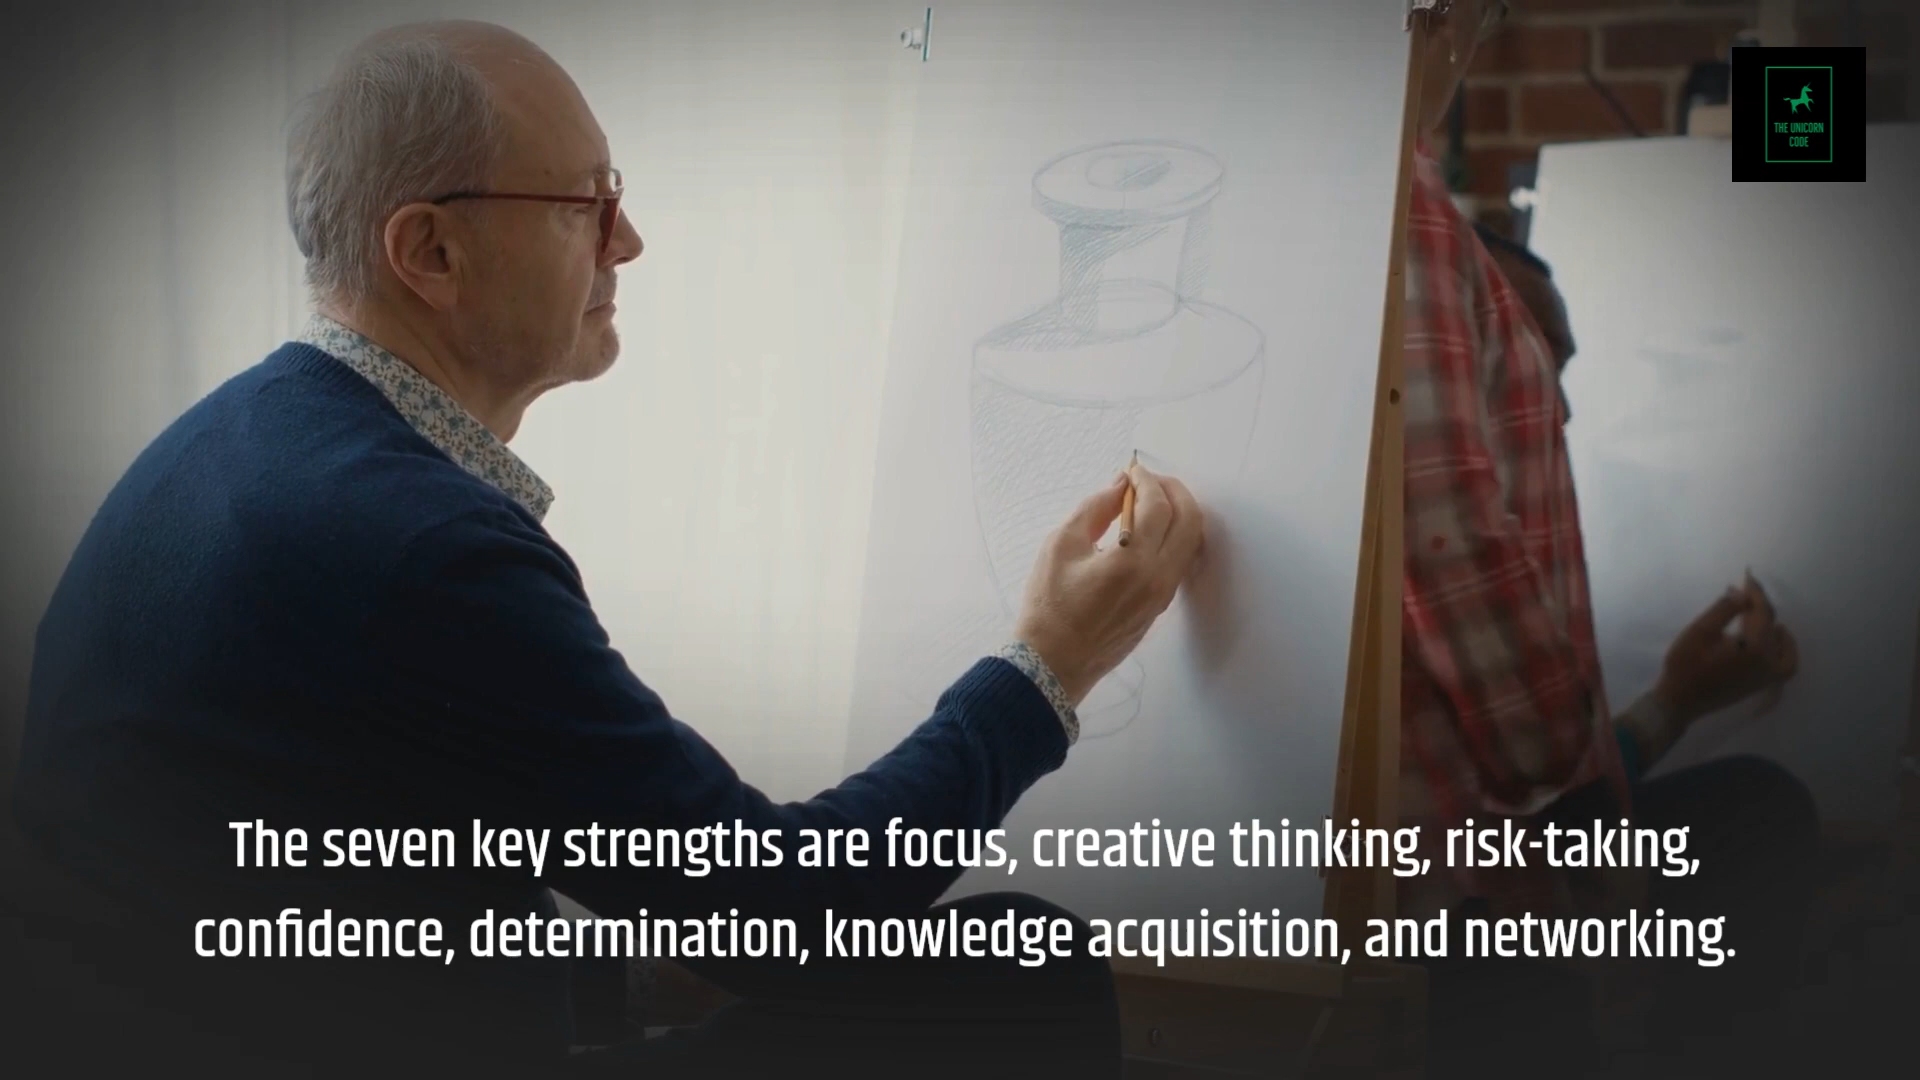 THE UNICORN
CODE
The seven key strengths are focus, creative thinking, risk-taking,
confidence, determination, knowledge acquisition, and networking.